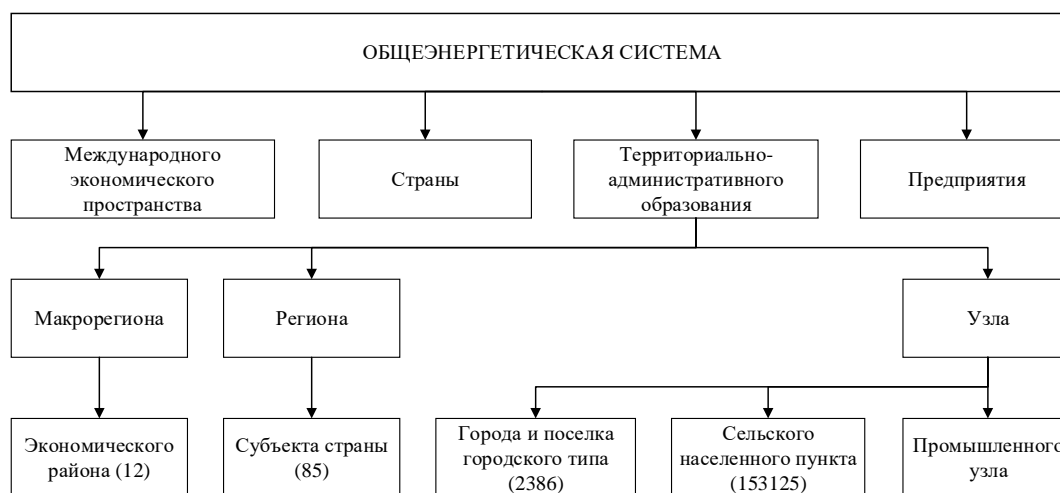 ОБЩЕЭНЕРГЕТИЧЕСКАЯ СИСТЕМА
Международного
экономического
пространства
Страны
Территориально-
административного
образования
Предприятия
Макрорегиона
Региона
Узла
Экономического
района (12)
Субъекта страны
(85)
Города и поселка
городского типа
(2386)
Сельского
населенного пункта
(153125)
Промышленного
узла